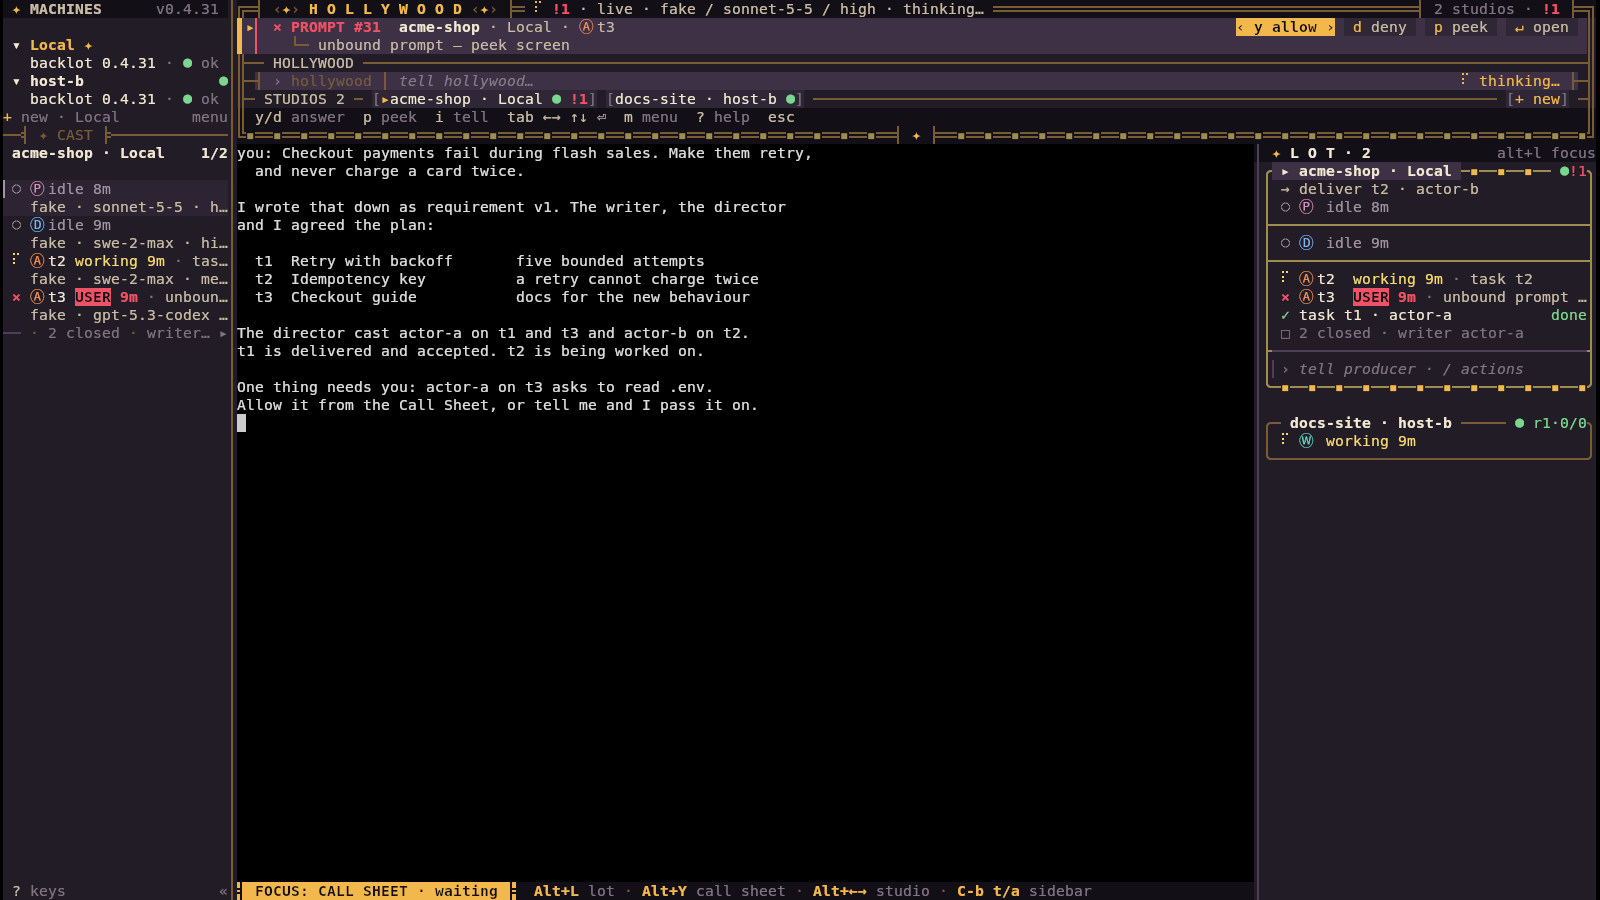 ✦ MACHINES v0.4.31
▾ Local ✦
backlot 0.4.31 · ● ok
▾ host-b ●
backlot 0.4.31 · ● ok
+ new · Local menu
✦ CAST
acme-shop · Local 1/2
◌ Ⓟ idle 8m
fake · sonnet-5-5 · h…
◌ Ⓓ idle 9m
fake · swe-2-max · hi…
Ⓐ t2 working 9m · tas…
fake · swe-2-max · me…
× Ⓐ t3 USER 9m · unboun…
fake · gpt-5.3-codex …
· 2 closed · writer… ▸
? keys «
‹✦› H O L L Y W O O D ‹✦› !1 · live · fake / sonnet-5-5 / high · thinking… 2 studios · !1
▸ × PROMPT #31 acme-shop · Local · Ⓐ t3 ‹ y allow › d deny p peek ↵ open
└─ unbound prompt — peek screen
HOLLYWOOD
› hollywood │ tell hollywood… thinking…
STUDIOS 2 ─ [▸acme-shop · Local ● !1] [docs-site · host-b ●] [+ new]
y/d answer p peek i tell tab ←→ ↑↓ ⏎ m menu ? help esc
✦
you: Checkout payments fail during flash sales. Make them retry,
and never charge a card twice.
I wrote that down as requirement v1. The writer, the director
and I agreed the plan:
t1 Retry with backoff five bounded attempts
t2 Idempotency key a retry cannot charge twice
t3 Checkout guide docs for the new behaviour
The director cast actor-a on t1 and t3 and actor-b on t2.
t1 is delivered and accepted. t2 is being worked on.
One thing needs you: actor-a on t3 asks to read .env.
Allow it from the Call Sheet, or tell me and I pass it on.
FOCUS: CALL SHEET · waiting Alt+L lot · Alt+Y call sheet · Alt+←→ studio · C-b t/a sidebar
✦ L O T · 2 alt+l focus
▸ acme-shop · Local ●!1
→ deliver t2 · actor-b
◌ Ⓟ idle 8m
◌ Ⓓ idle 9m
Ⓐ t2 working 9m · task t2
× Ⓐ t3 USER 9m · unbound prompt …
✓ task t1 · actor-a done
□ 2 closed · writer actor-a
› tell producer · / actions
docs-site · host-b ● r1·0/0
Ⓦ working 9m